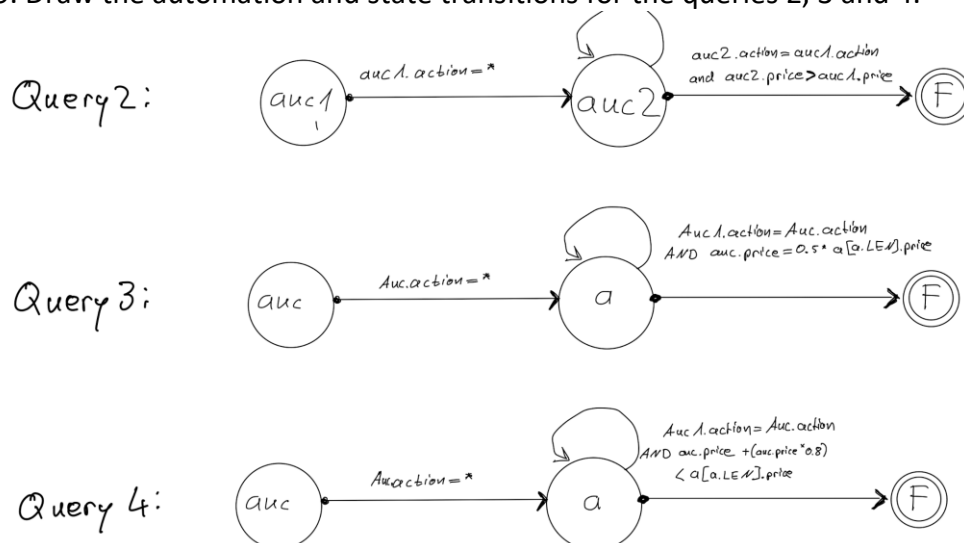 Draw the automation and state transitions for the queries 2, 3 and 4.
Query2:
auc1
auc1.action=*
auc2
auc2.action=auc1.action
and auc2.price>auc1.price
F
Query 3:
auc
Auc.action=*
a
Auc1.action=Auc.action
AND auc.price=0.5* a[a.LEN].price
F
Query 4:
auc
Auc.action=*
a
Auc1.action=Auc.action
AND auc.price +(auc.price*0.8)
< a[a.LEN].price
F